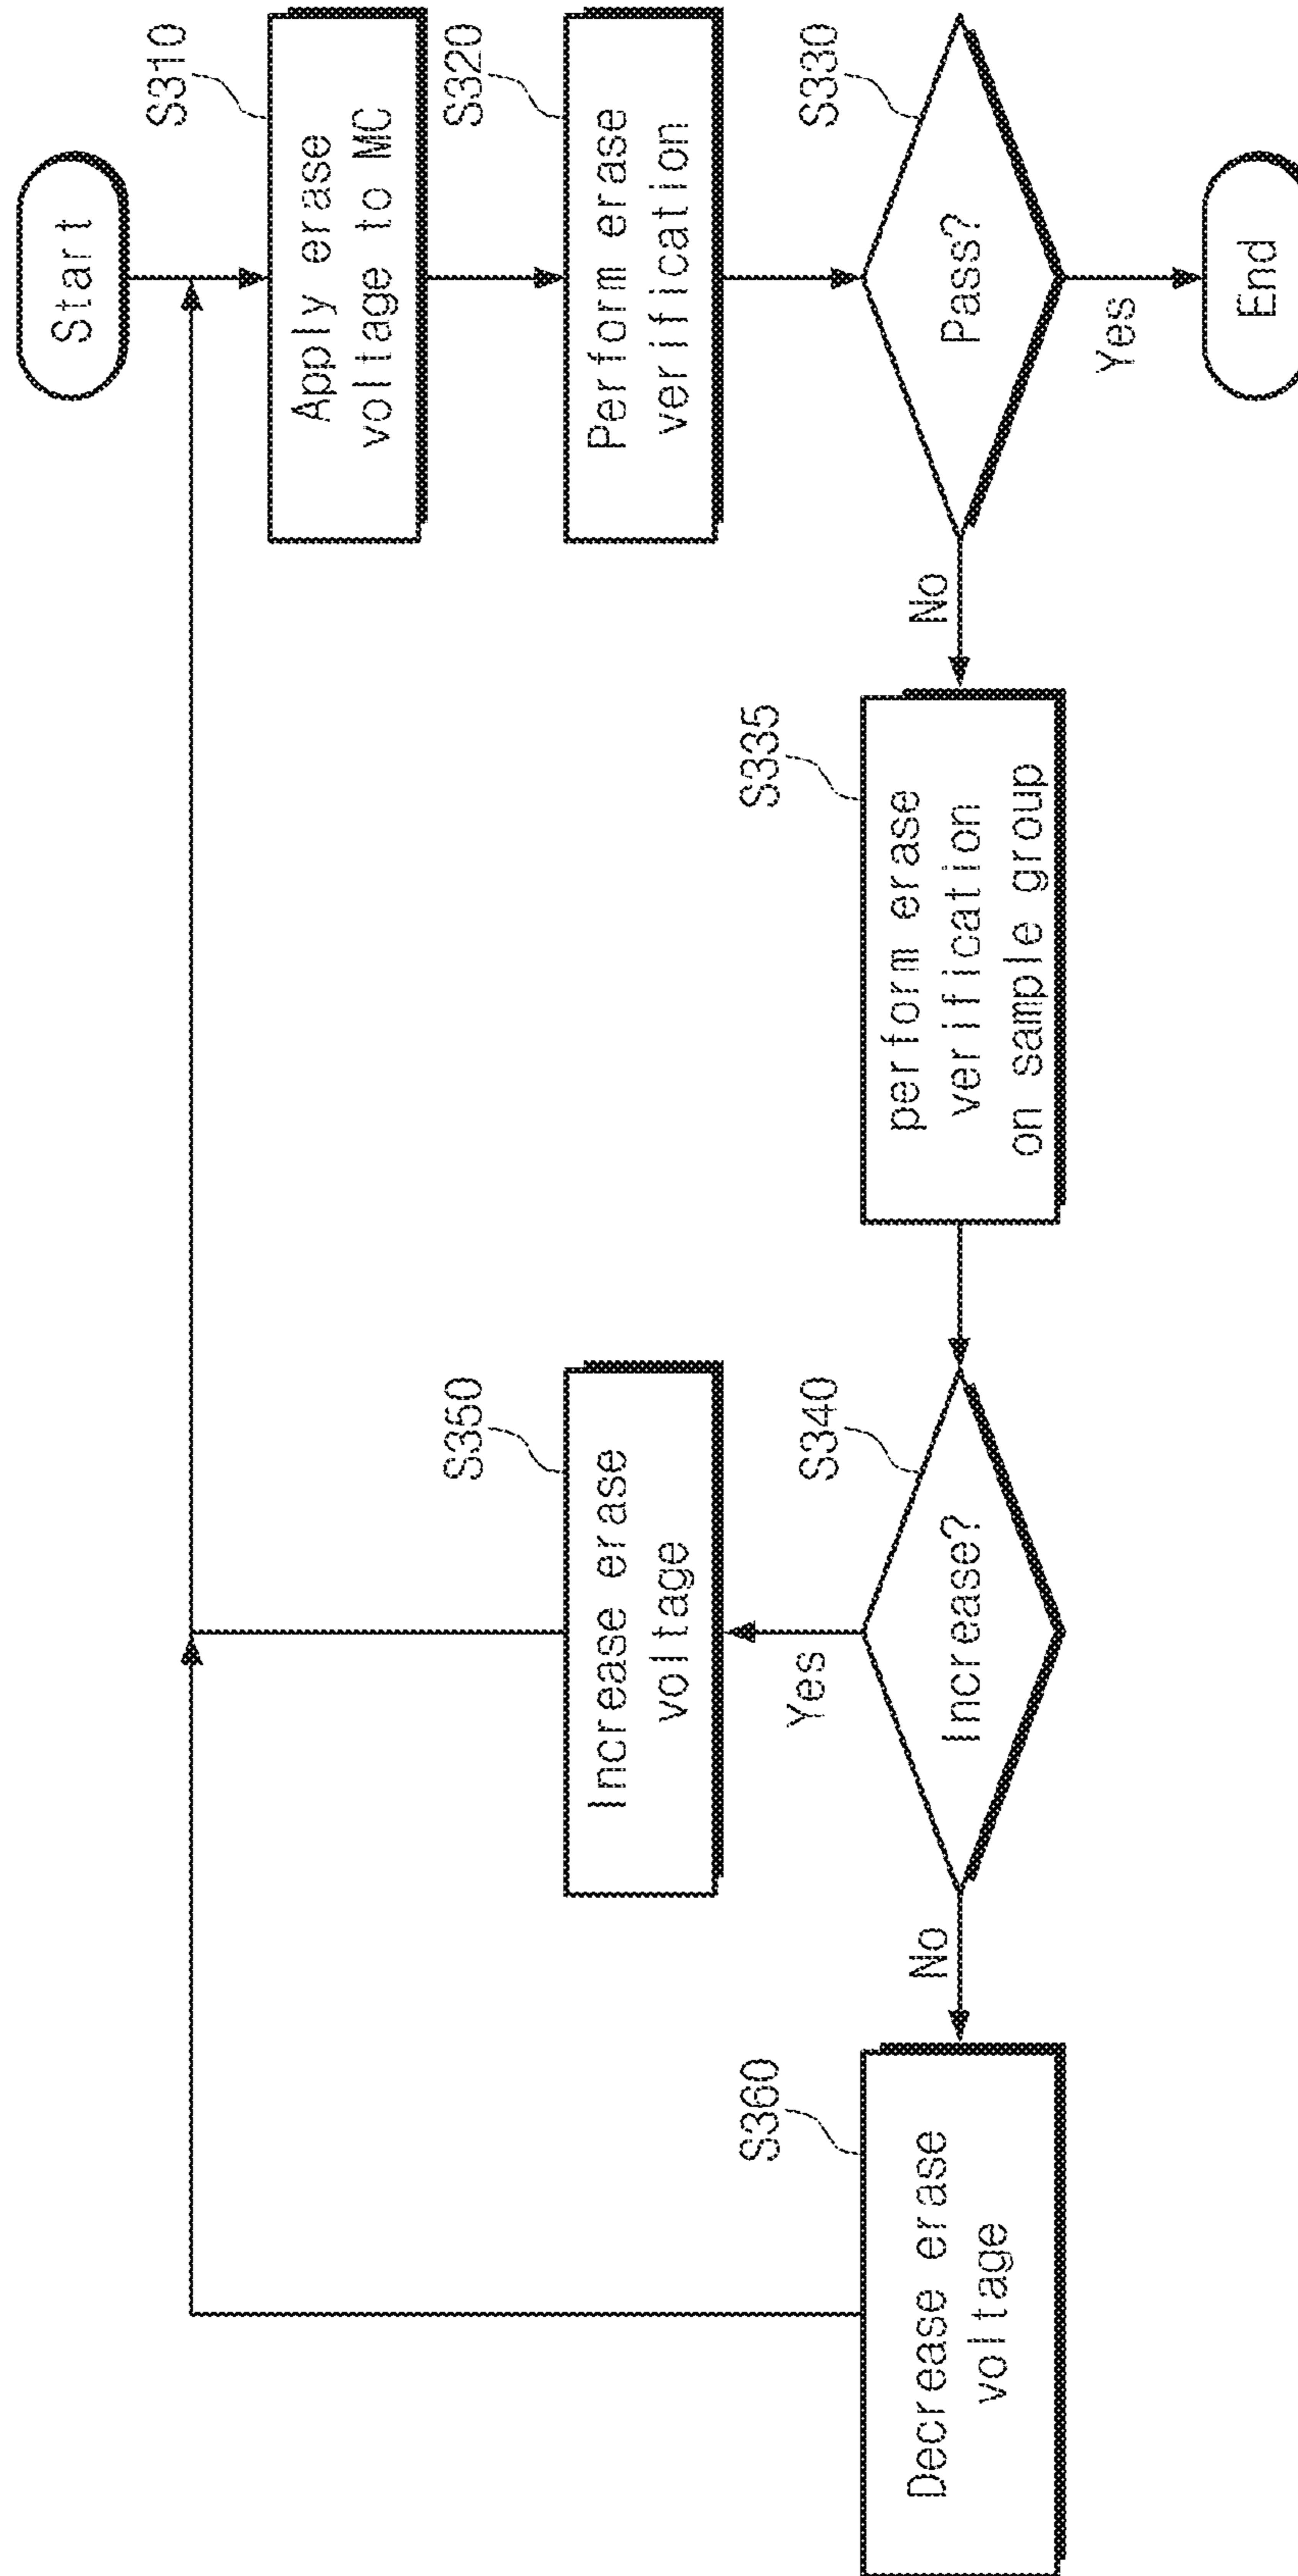 Start
S310
Apply erase
voltage to MC
S320
Perform erase
verification
S330
Pass?
Yes
End
No
S335
perform erase
verification
on sample group
S340
Increase?
Yes
S350
Increase erase
voltage
No
S360
Decrease erase
voltage